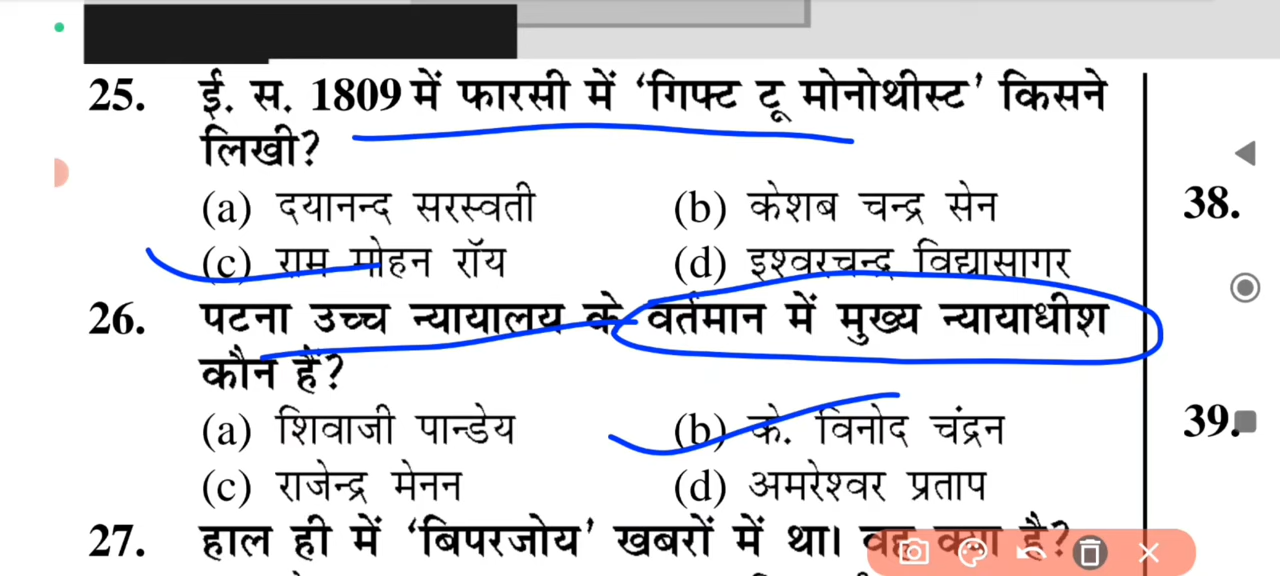 25. ई. स. 1809 में फारसी में ‘गिफ्ट टू मोनोथीस्ट’ किसने
लिखी?
(a) दयानन्द सरस्वती (b) केशब चन्द्र सेन
(c) राम मोहन रॉय (d) इश्वरचन्द्र विद्यासागर
38.
26. पटना उच्च न्यायालय के वर्तमान में मुख्य न्यायाधीश
कौन हैं?
(a) शिवाजी पान्डेय (b) के. विनोद चंद्रन
39.
(c) राजेन्द्र मेनन (d) अमरेश्वर प्रताप
27. हाल ही में ‘बिपरजोय’ खबरों में था। वह क्या है?